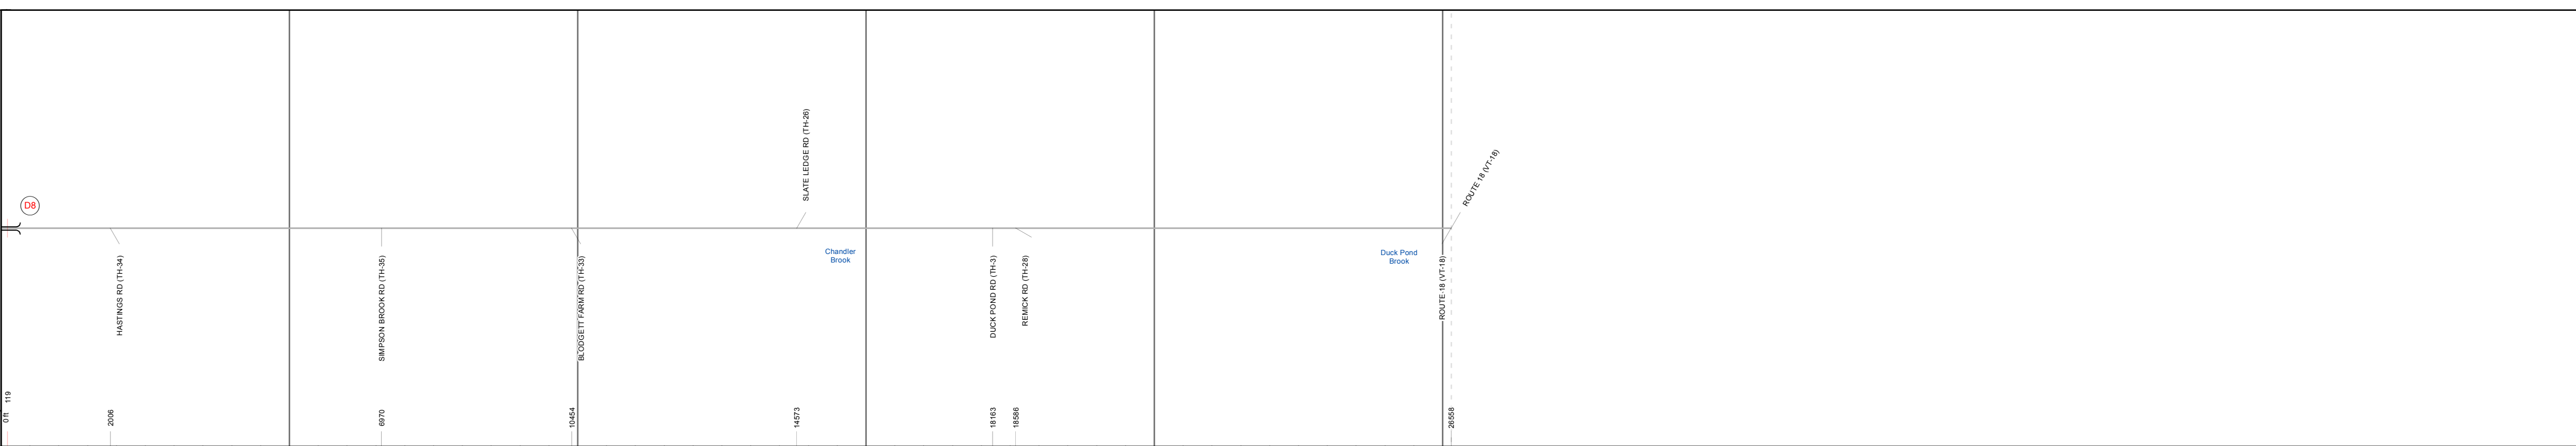 SLATE LEDGE RD (TH-26)
ROUTE 18 (VT-18)
D8
HASTINGS RD (TH-34)
SIMPSON BROOK RD (TH-35)
BLODGETT FARM RD (TH-33)
Chandler
Brook
DUCK POND RD (TH-3)
REMICK RD (TH-28)
Duck Pond
Brook
ROUTE 18 (VT-18)
0 ft
119
2006
6970
10454
14573
18163
18586
26558